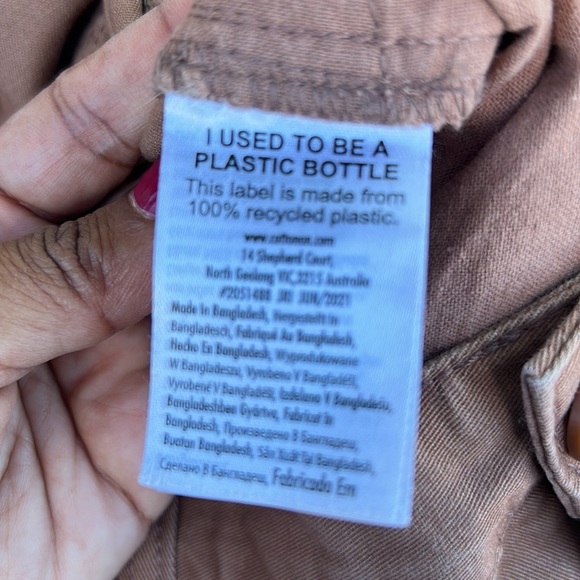 I USED TO BE A
PLASTIC BOTTLE
This label is made from
100% recycled plastic.
www.cottonon.com
14 Shepherd Court,
North Geelong VIC,3215 Australia
#2051488 JRI JUN/2021
Made In Bangladesh, Hergestellt in
Bangladesch, Fabriqué Au Bangladesh,
Hecho En Bangladesh, Wyprodukowano
W Bangladeszu, Vyrobeno V Bangladéši,
Vyrobené V Bangladéši, Izdelano V Bangladešu,
Bangladesben Gyártva, Fabricat în
Bangladesh, Произведено В Бангладеш,
Buatan Bangladesh, Sản Xuất Tại Bangladesh,
Сделано В Бангладеш, Fabricado Em